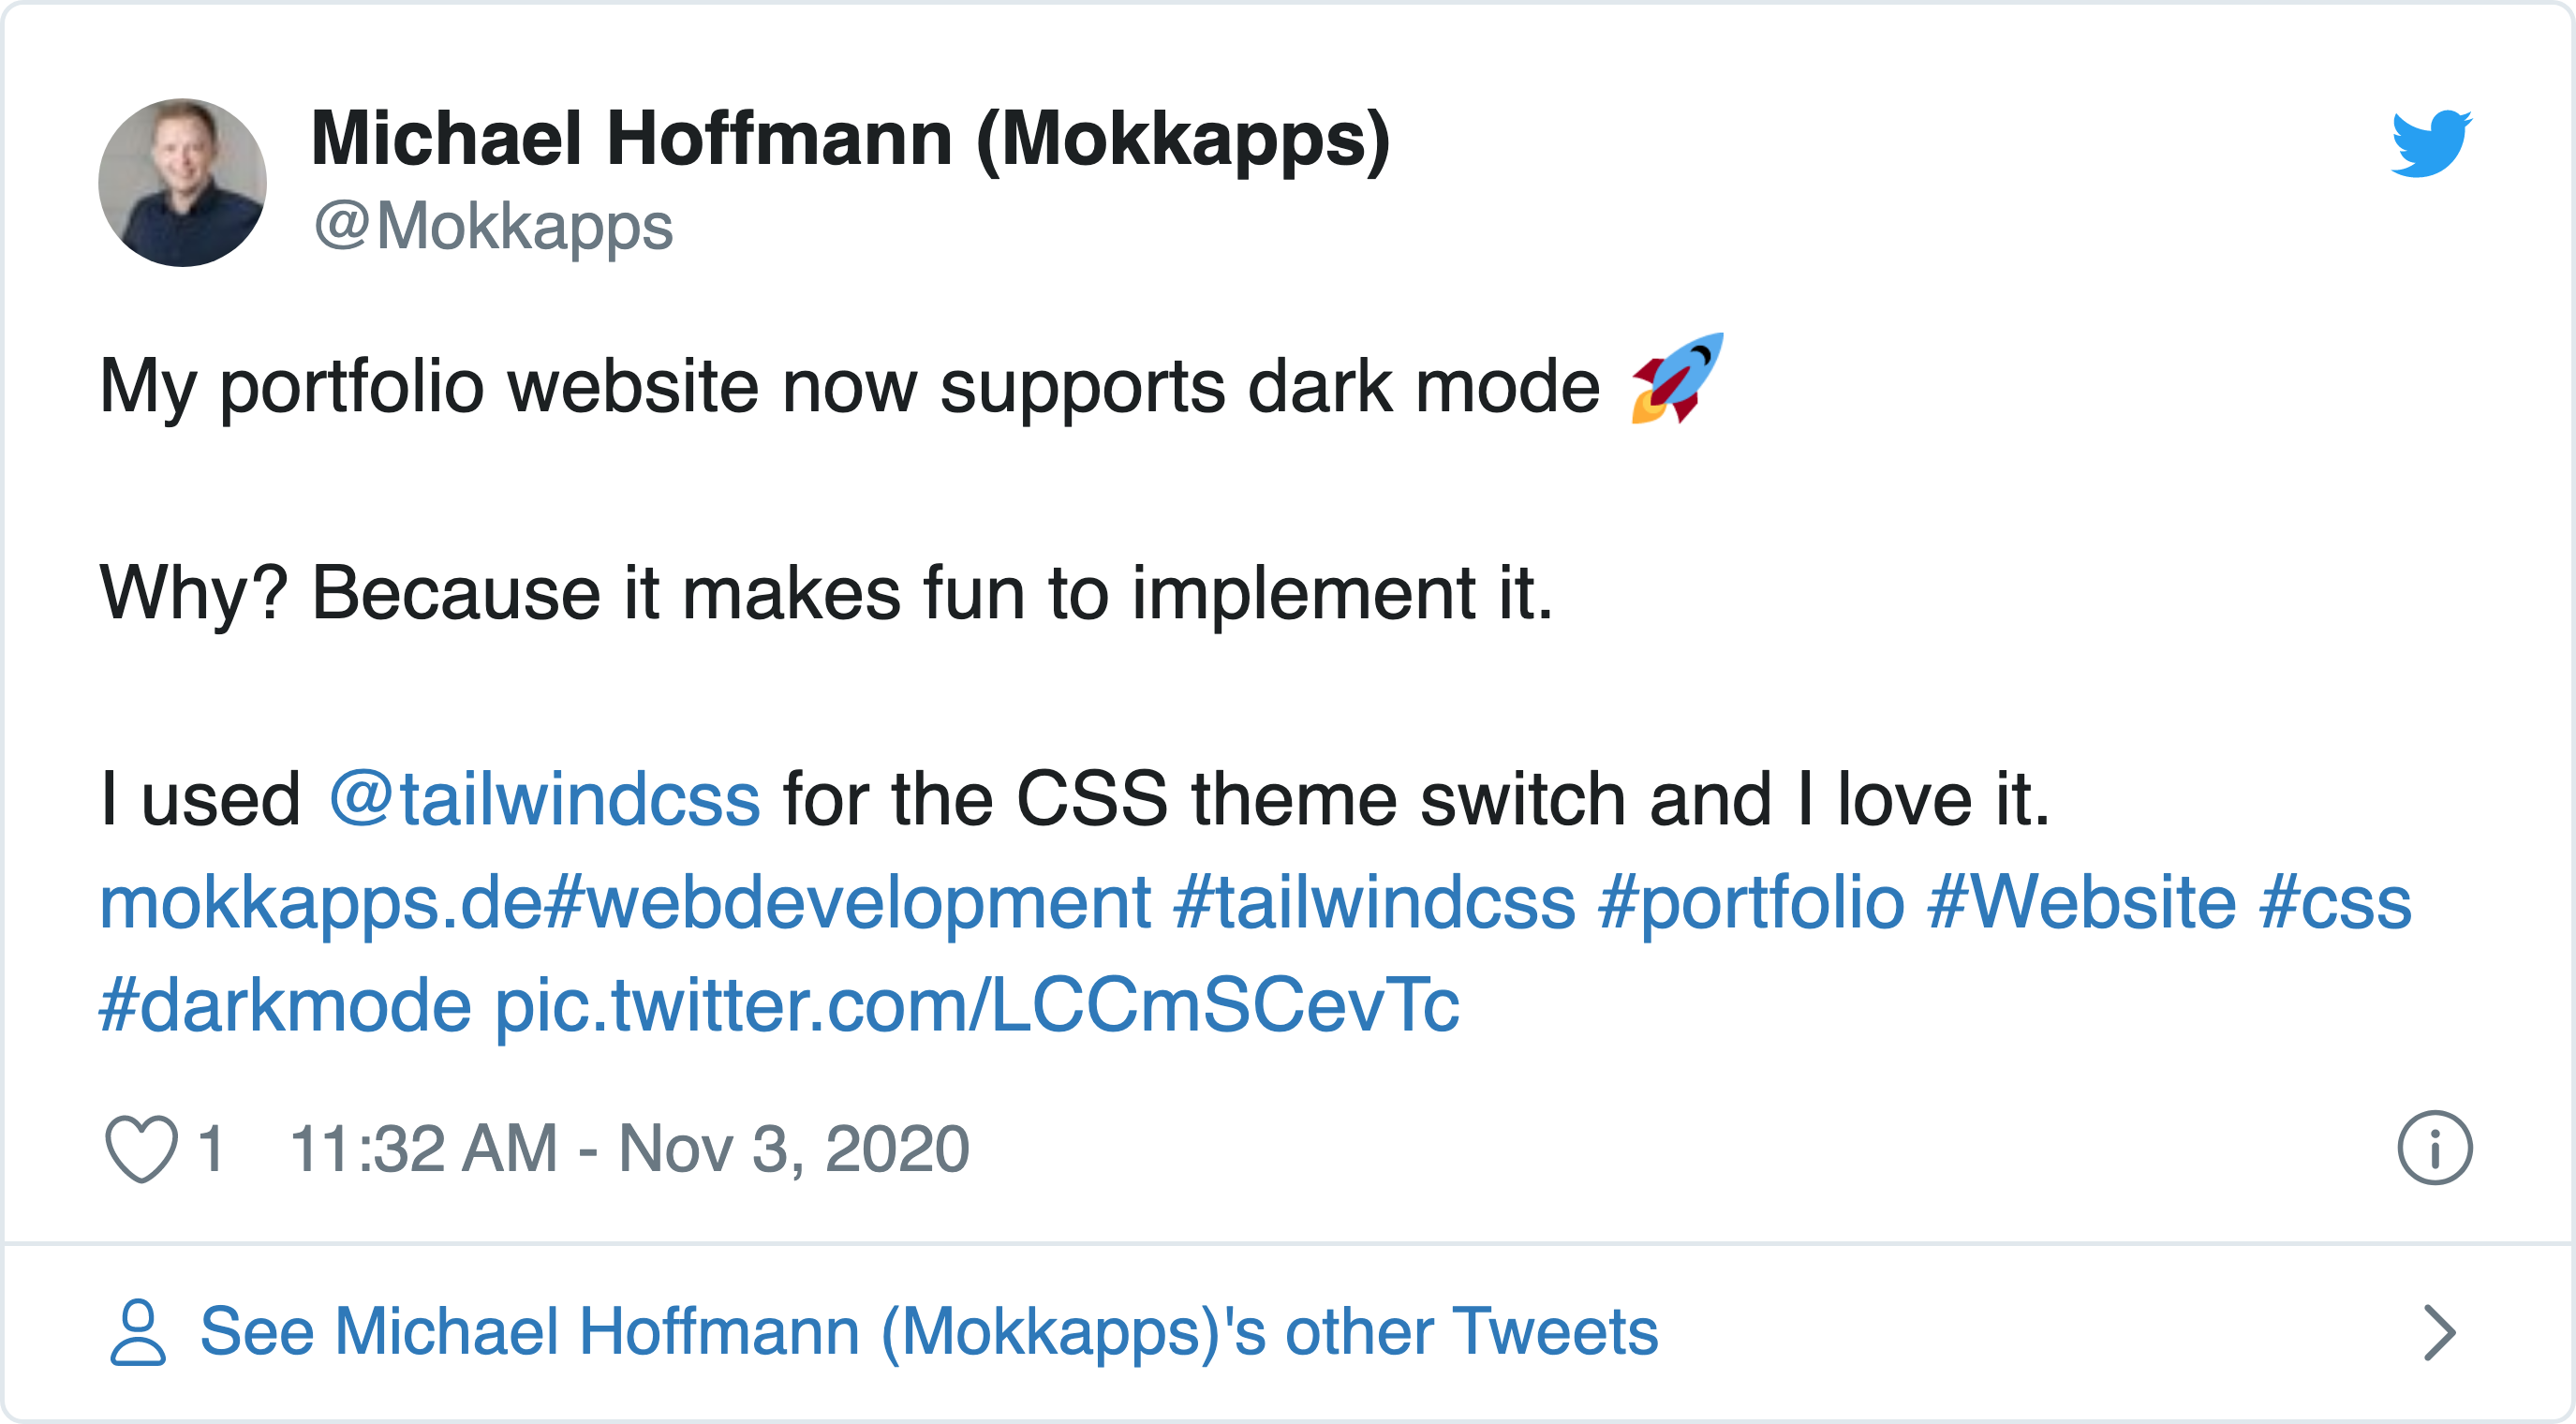 Michael Hoffmann (Mokkapps)
@Mokkapps
My portfolio website now supports dark mode 🚀
Why? Because it makes fun to implement it.
I used @tailwindcss for the CSS theme switch and I love it.
mokkapps.de#webdevelopment #tailwindcss #portfolio #Website #css
#darkmode pic.twitter.com/LCCmSCevTc
1 11:32 AM - Nov 3, 2020
See Michael Hoffmann (Mokkapps)'s other Tweets